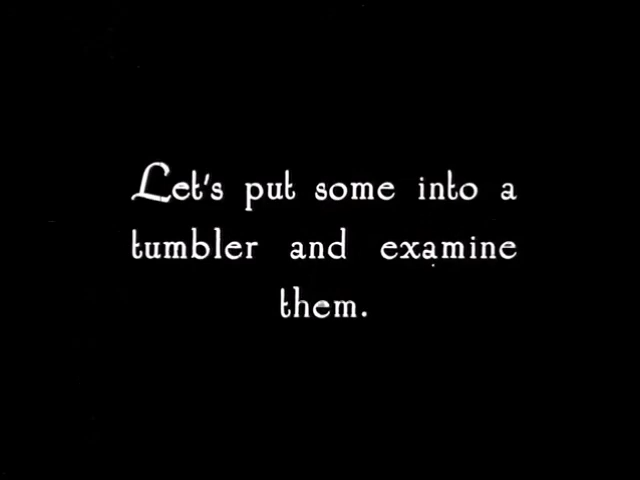 Let's put some into a
tumbler and examine
them.